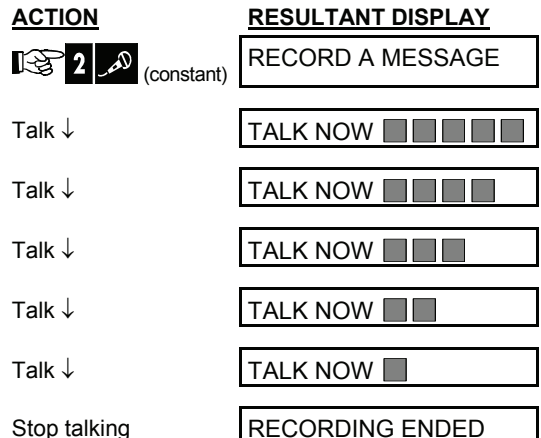 ACTION RESULTANT DISPLAY
2 (constant) RECORD A MESSAGE
Talk ↓ TALK NOW
Talk ↓ TALK NOW
Talk ↓ TALK NOW
Talk ↓ TALK NOW
Talk ↓ TALK NOW
Stop talking RECORDING ENDED